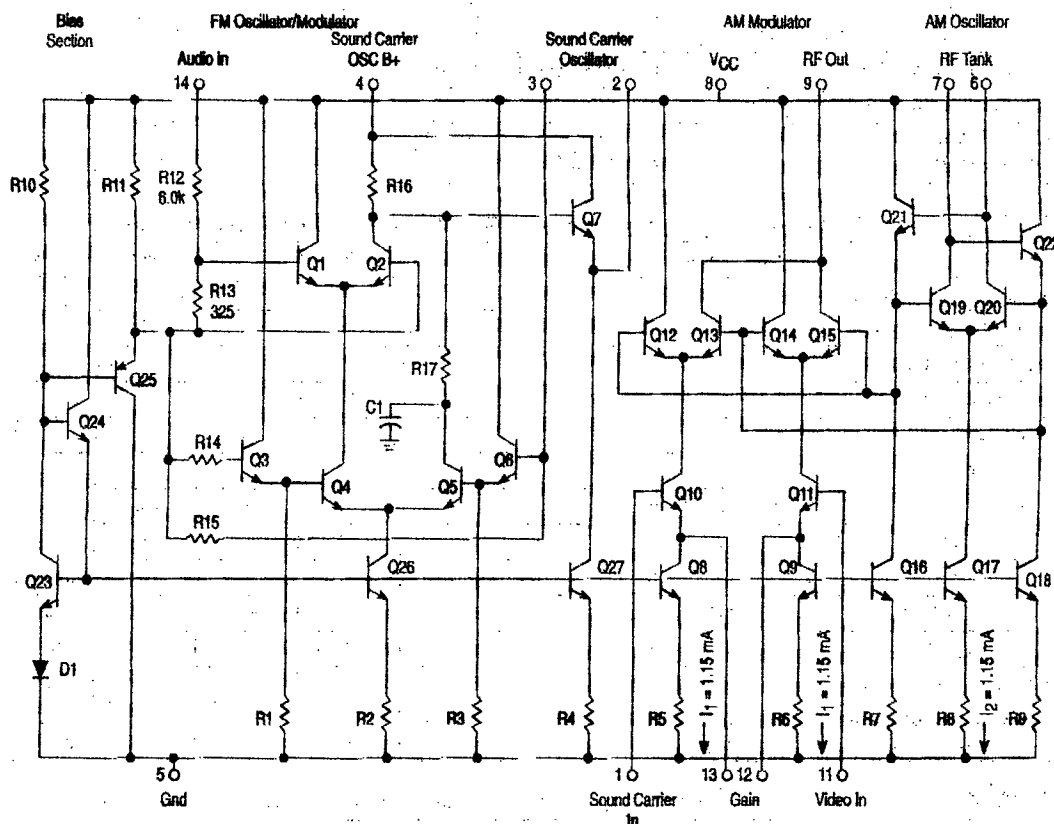 Bias
Section
FM Oscillator/Modulator
Audio In
Sound Carrier
OSC B+
Sound Carrier
Oscillator
AM Modulator
VCC
RF Out
AM Oscillator
RF Tank
14
4
3
2
8
9
7
6
R10
R11
R12
6.0k
R16
Q7
Q21
Q22
Q1
Q2
R13
325
Q19
Q20
Q12
Q13
Q14
Q15
R17
Q25
C1
Q24
R14
Q3
Q4
Q5
Q6
Q10
Q11
R15
Q23
Q26
Q27
Q8
Q9
Q16
Q17
Q18
D1
R1
R2
R3
R4
R5
I1 = 1.15 mA
R6
I1 = 1.15 mA
R7
R8
I2 = 1.15 mA
R9
5
1
13
12
11
Gnd
Sound Carrier
In
Gain
Video In